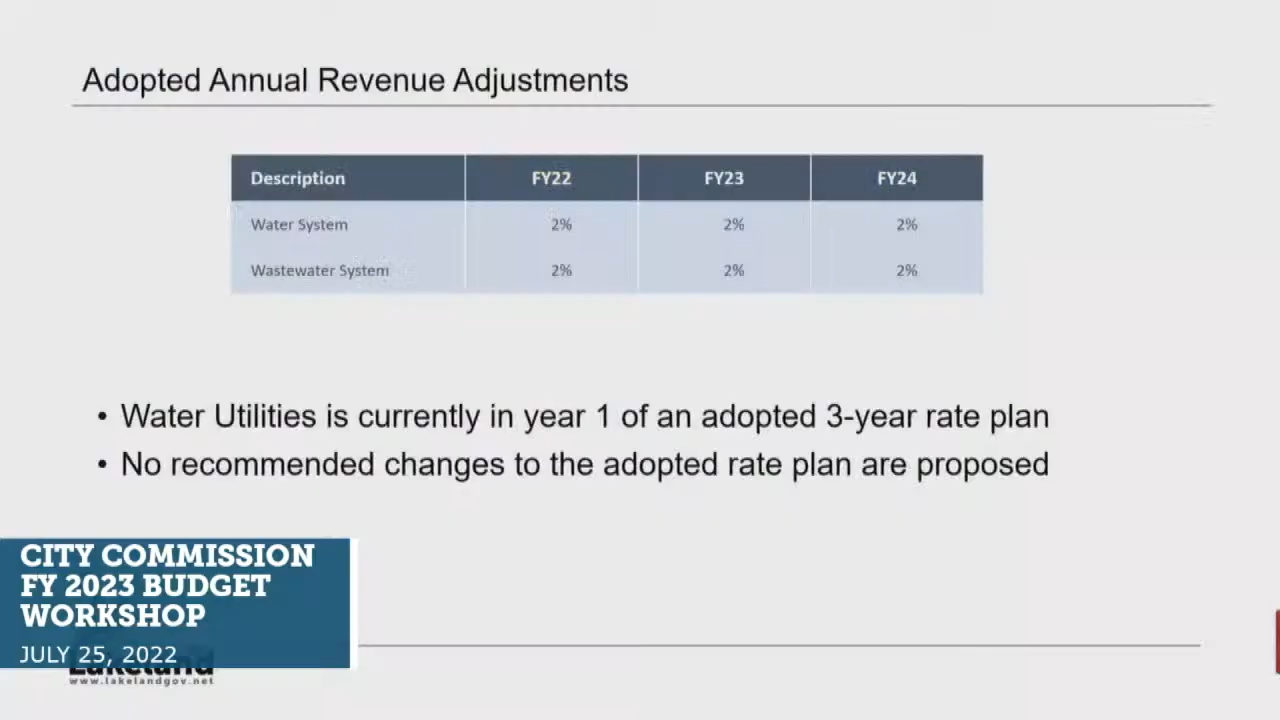 Adopted Annual Revenue Adjustments
Description FY22 FY23 FY24
Water System 2% 2% 2%
Wastewater System 2% 2% 2%
• Water Utilities is currently in year 1 of an adopted 3-year rate plan
• No recommended changes to the adopted rate plan are proposed
CITY COMMISSION
FY 2023 BUDGET
WORKSHOP
JULY 25, 2022
Lakeland
www.lakelandgov.net